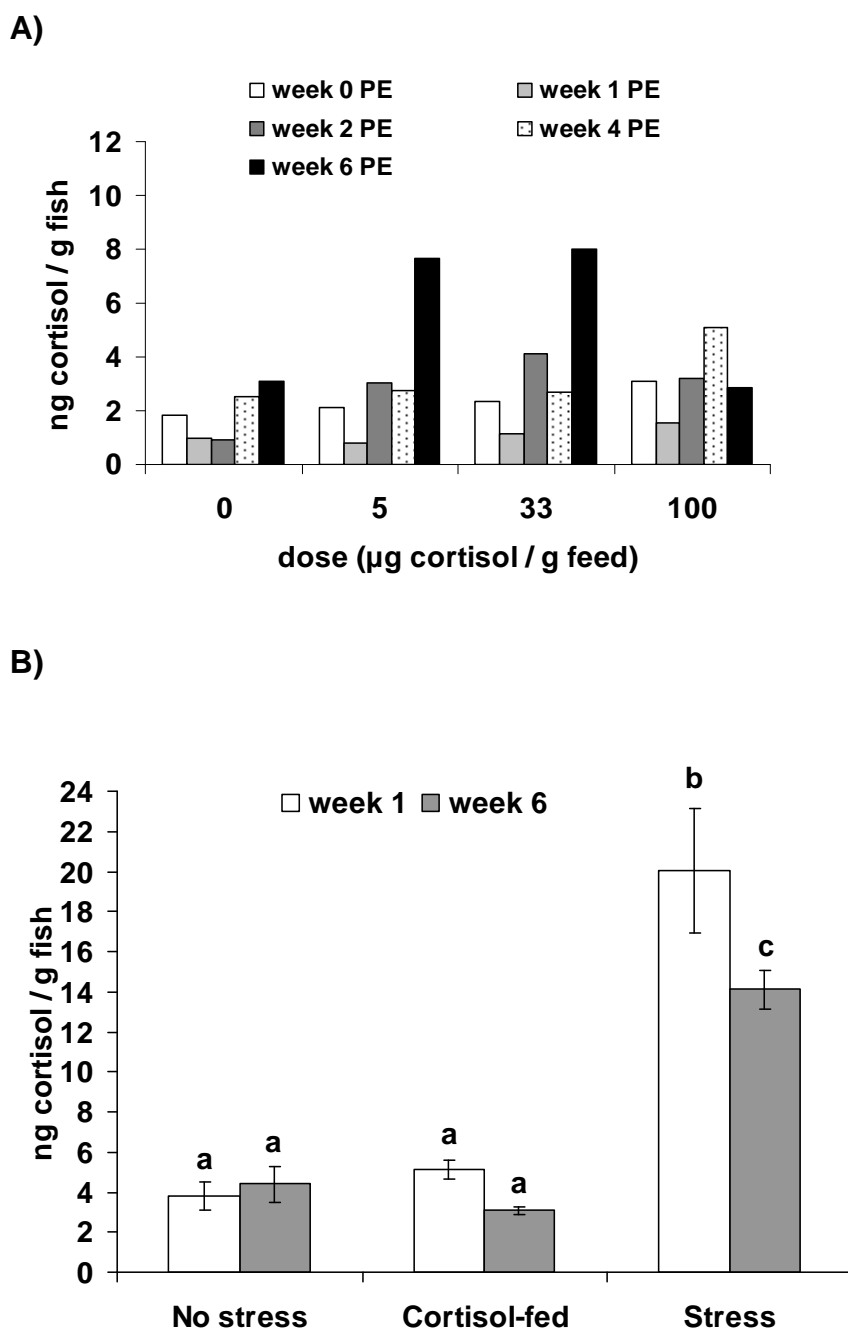 A)
week 0 PE week 1 PE
week 2 PE week 4 PE
week 6 PE
12
10
8
6
4
2
0
ng cortisol / g fish
0 5 33 100
dose (µg cortisol / g feed)
B)
week 1 week 6
24
22
20
18
16
14
12
10
8
6
4
2
0
ng cortisol / g fish
a a a a b c
No stress Cortisol-fed Stress